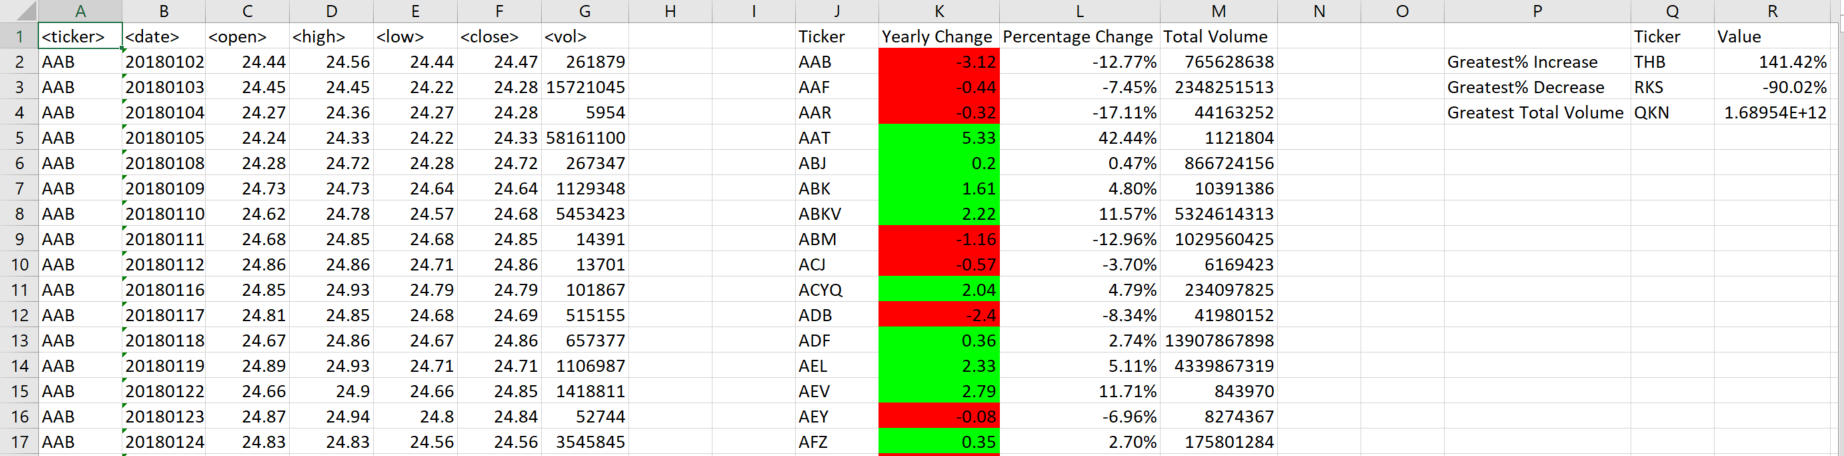 A B C D E F G H I J K L M N O P Q R
1 <ticker> <date> <open> <high> <low> <close> <vol> Ticker Yearly Change Percentage Change Total Volume Ticker Value
2 AAB 20180102 24.44 24.56 24.44 24.47 261879 AAB -3.12 -12.77% 765628638 Greatest% Increase THB 141.42%
3 AAB 20180103 24.45 24.45 24.22 24.28 15721045 AAF -0.44 -7.45% 2348251513 Greatest% Decrease RKS -90.02%
4 AAB 20180104 24.27 24.36 24.27 24.28 5954 AAR -0.32 -17.11% 44163252 Greatest Total Volume QKN 1.68954E+12
5 AAB 20180105 24.24 24.33 24.22 24.33 58161100 AAT 5.33 42.44% 1121804
6 AAB 20180108 24.28 24.72 24.28 24.72 267347 ABJ 0.2 0.47% 866724156
7 AAB 20180109 24.73 24.73 24.64 24.64 1129348 ABK 1.61 4.80% 10391386
8 AAB 20180110 24.62 24.78 24.57 24.68 5453423 ABKV 2.22 11.57% 5324614313
9 AAB 20180111 24.68 24.85 24.68 24.85 14391 ABM -1.16 -12.96% 1029560425
10 AAB 20180112 24.86 24.86 24.71 24.86 13701 ACJ -0.57 -3.70% 6169423
11 AAB 20180116 24.85 24.93 24.79 24.79 101867 ACYQ 2.04 4.79% 234097825
12 AAB 20180117 24.81 24.85 24.68 24.69 515155 ADB -2.4 -8.34% 41980152
13 AAB 20180118 24.67 24.86 24.67 24.86 657377 ADF 0.36 2.74% 13907867898
14 AAB 20180119 24.89 24.93 24.71 24.71 1106987 AEL 2.33 5.11% 4339867319
15 AAB 20180122 24.66 24.9 24.66 24.85 1418811 AEV 2.79 11.71% 843970
16 AAB 20180123 24.87 24.94 24.8 24.84 52744 AEY -0.08 -6.96% 8274367
17 AAB 20180124 24.83 24.83 24.56 24.56 3545845 AFZ 0.35 2.70% 175801284